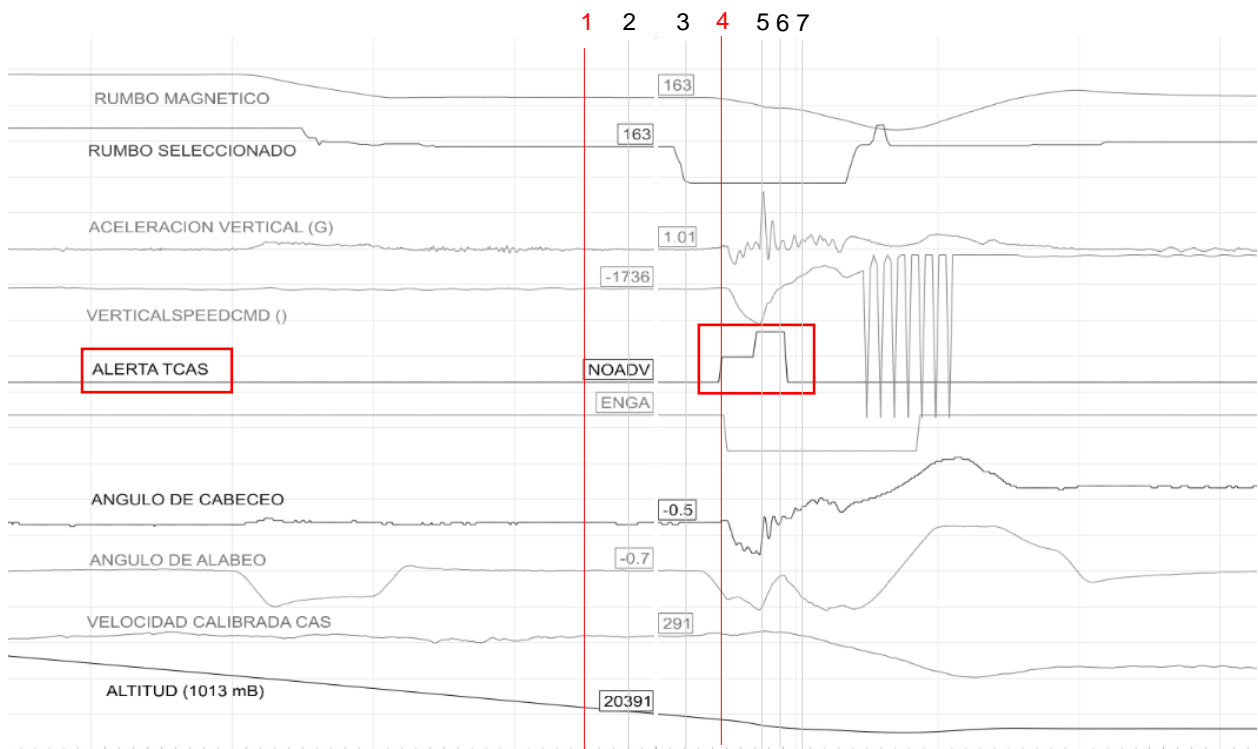 1 2 3 4 5 6 7
163
RUMBO MAGNETICO
163
RUMBO SELECCIONADO
ACELERACION VERTICAL (G)
1.01
-1736
VERTICALSPEEDCMD ()
ALERTA TCAS
NOADV
ENGA
ANGULO DE CABECEO
-0.5
ANGULO DE ALABEO
-0.7
VELOCIDAD CALIBRADA CAS
291
ALTITUD (1013 mB)
20391